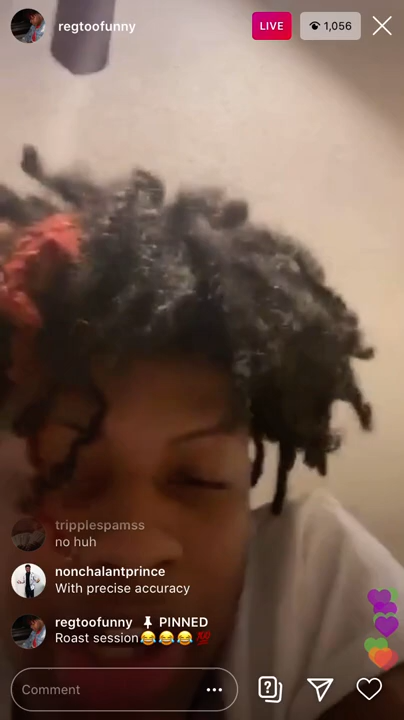 regtoofunny
LIVE
1,056
tripplespamss
no huh
nonchalantprince
With precise accuracy
regtoofunny 📌 PINNED
Roast session😂😂😂 💯
Comment